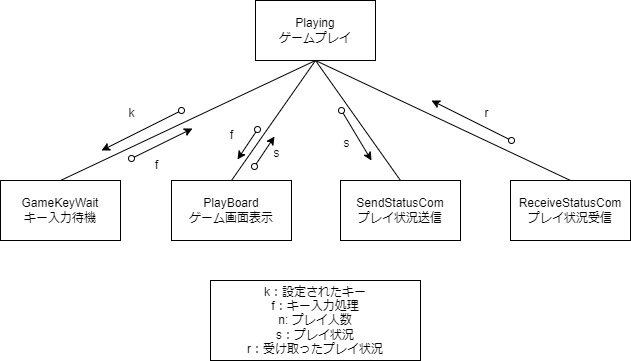 Playing
ゲームプレイ
k
f
f
s
s
r
GameKeyWait
キー入力待機
PlayBoard
ゲーム画面表示
SendStatusCom
プレイ状況送信
ReceiveStatusCom
プレイ状況受信
k：設定されたキー
f：キー入力処理
n: プレイ人数
s：プレイ状況
r：受け取ったプレイ状況